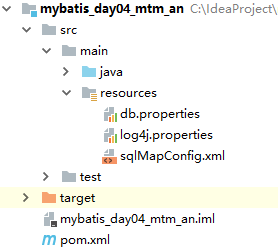 mybatis_day04_mtm_an C:\IdeaProject\
src
main
java
resources
db.properties
log4j.properties
sqlMapConfig.xml
test
target
mybatis_day04_mtm_an.iml
pom.xml